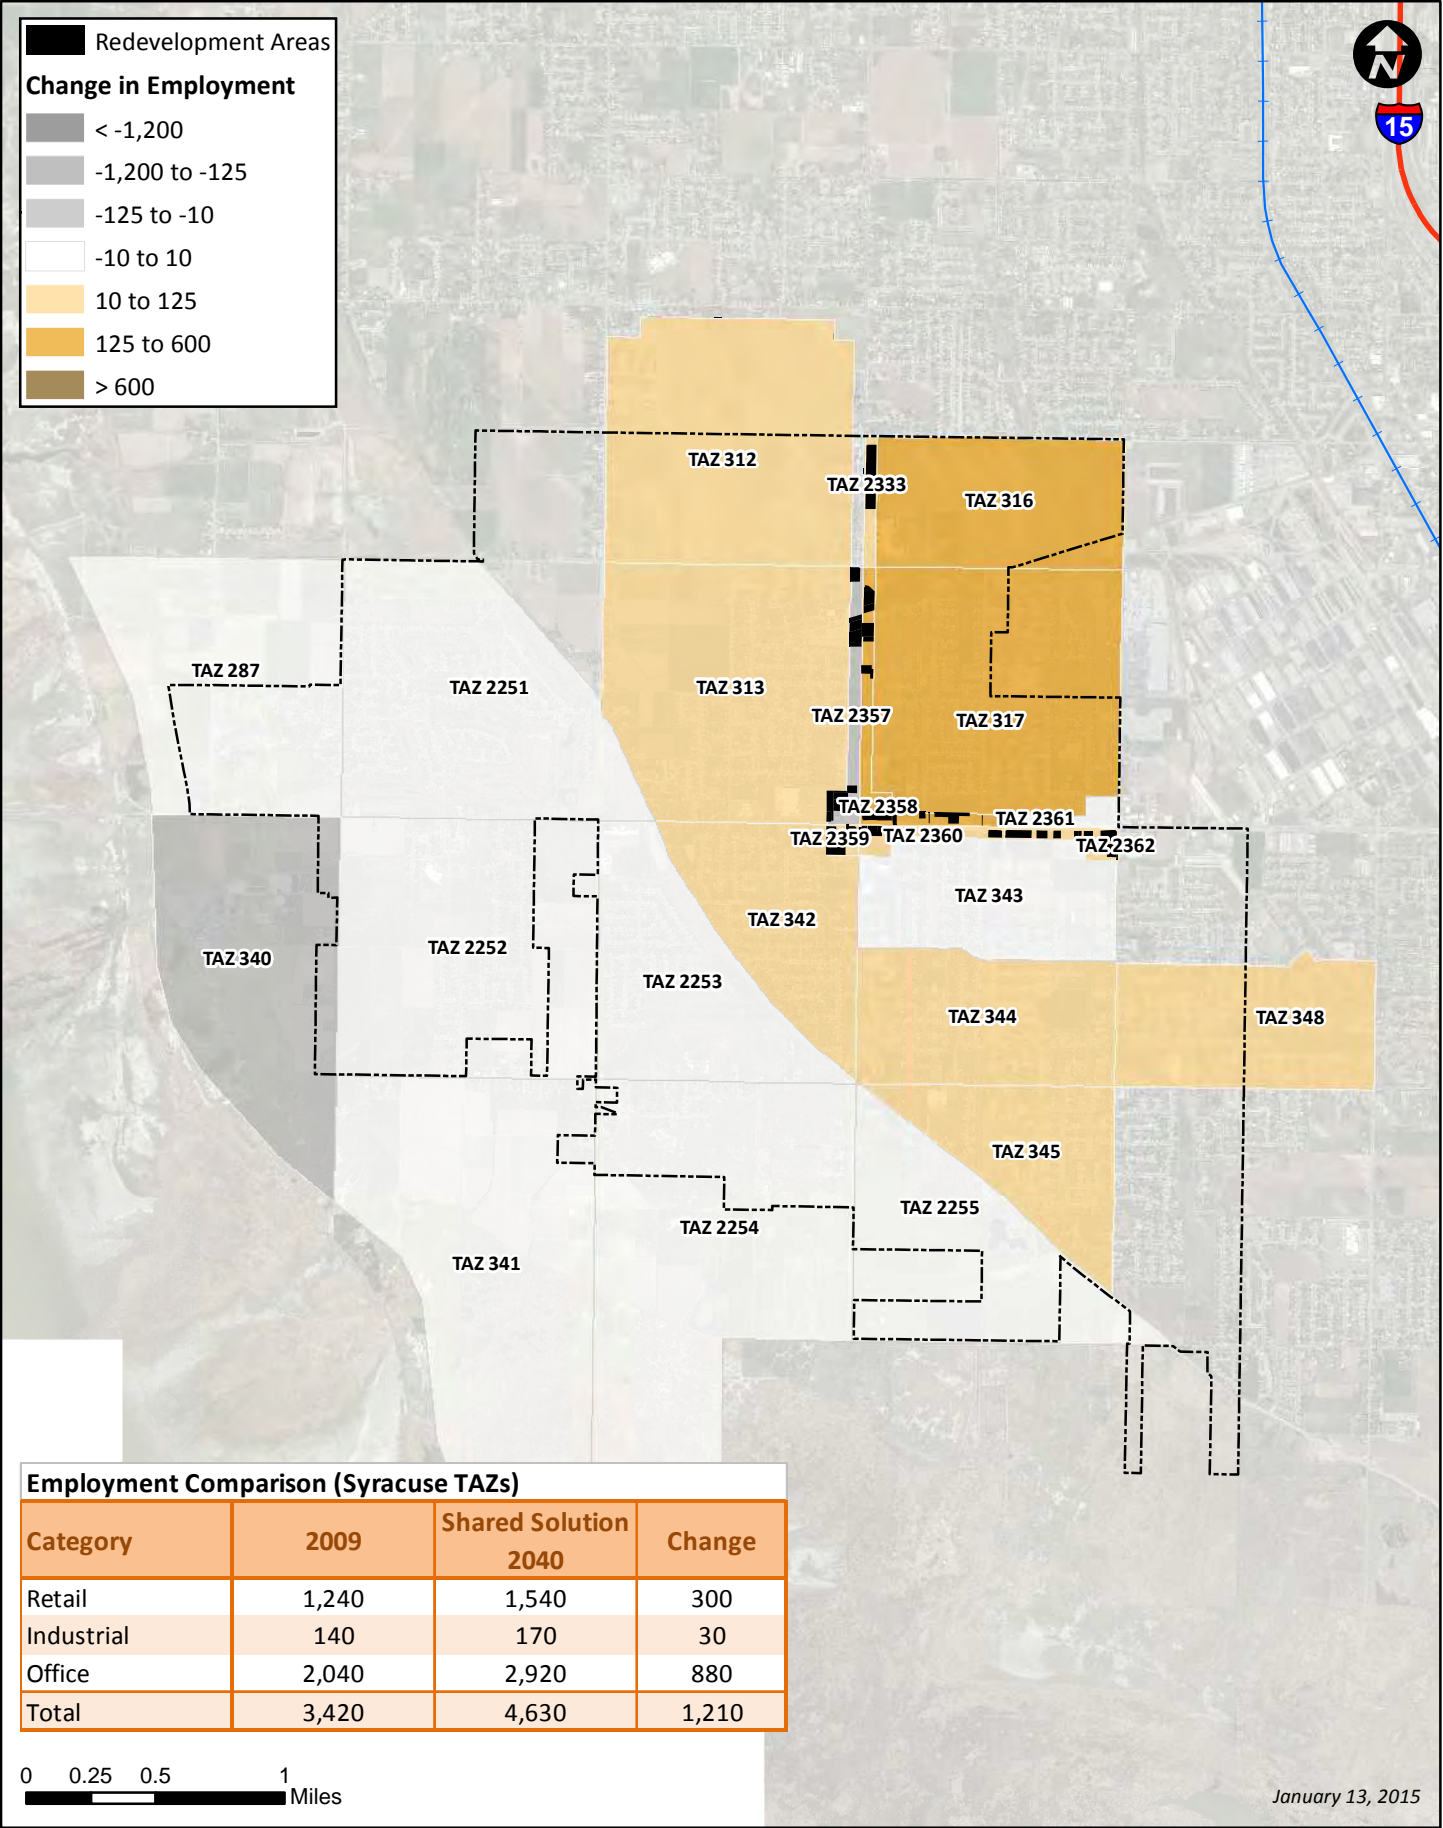 Redevelopment Areas
Change in Employment
< -1,200
-1,200 to -125
-125 to -10
-10 to 10
10 to 125
125 to 600
> 600
N
15
TAZ 312
TAZ 2333
TAZ 316
TAZ 287
TAZ 2251
TAZ 313
TAZ 2357
TAZ 317
TAZ 2358
TAZ 2361
TAZ 2359
TAZ 2360
TAZ 2362
TAZ 343
TAZ 342
TAZ 340
TAZ 2252
TAZ 2253
TAZ 344
TAZ 348
TAZ 345
TAZ 2255
TAZ 2254
TAZ 341
Employment Comparison (Syracuse TAZs)
Category 2009 Shared Solution 2040 Change
Retail 1,240 1,540 300
Industrial 140 170 30
Office 2,040 2,920 880
Total 3,420 4,630 1,210
0 0.25 0.5 1
Miles
January 13, 2015